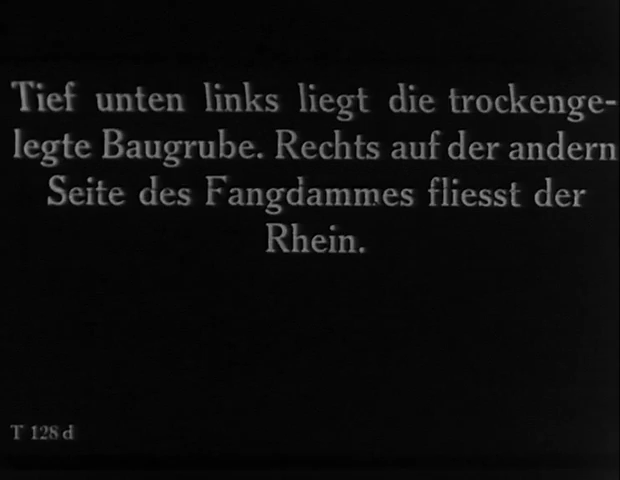 Tief unten links liegt die trockenge-
legte Baugrube. Rechts auf der andern
Seite des Fangdammes fliesst der
Rhein.
T 128 d